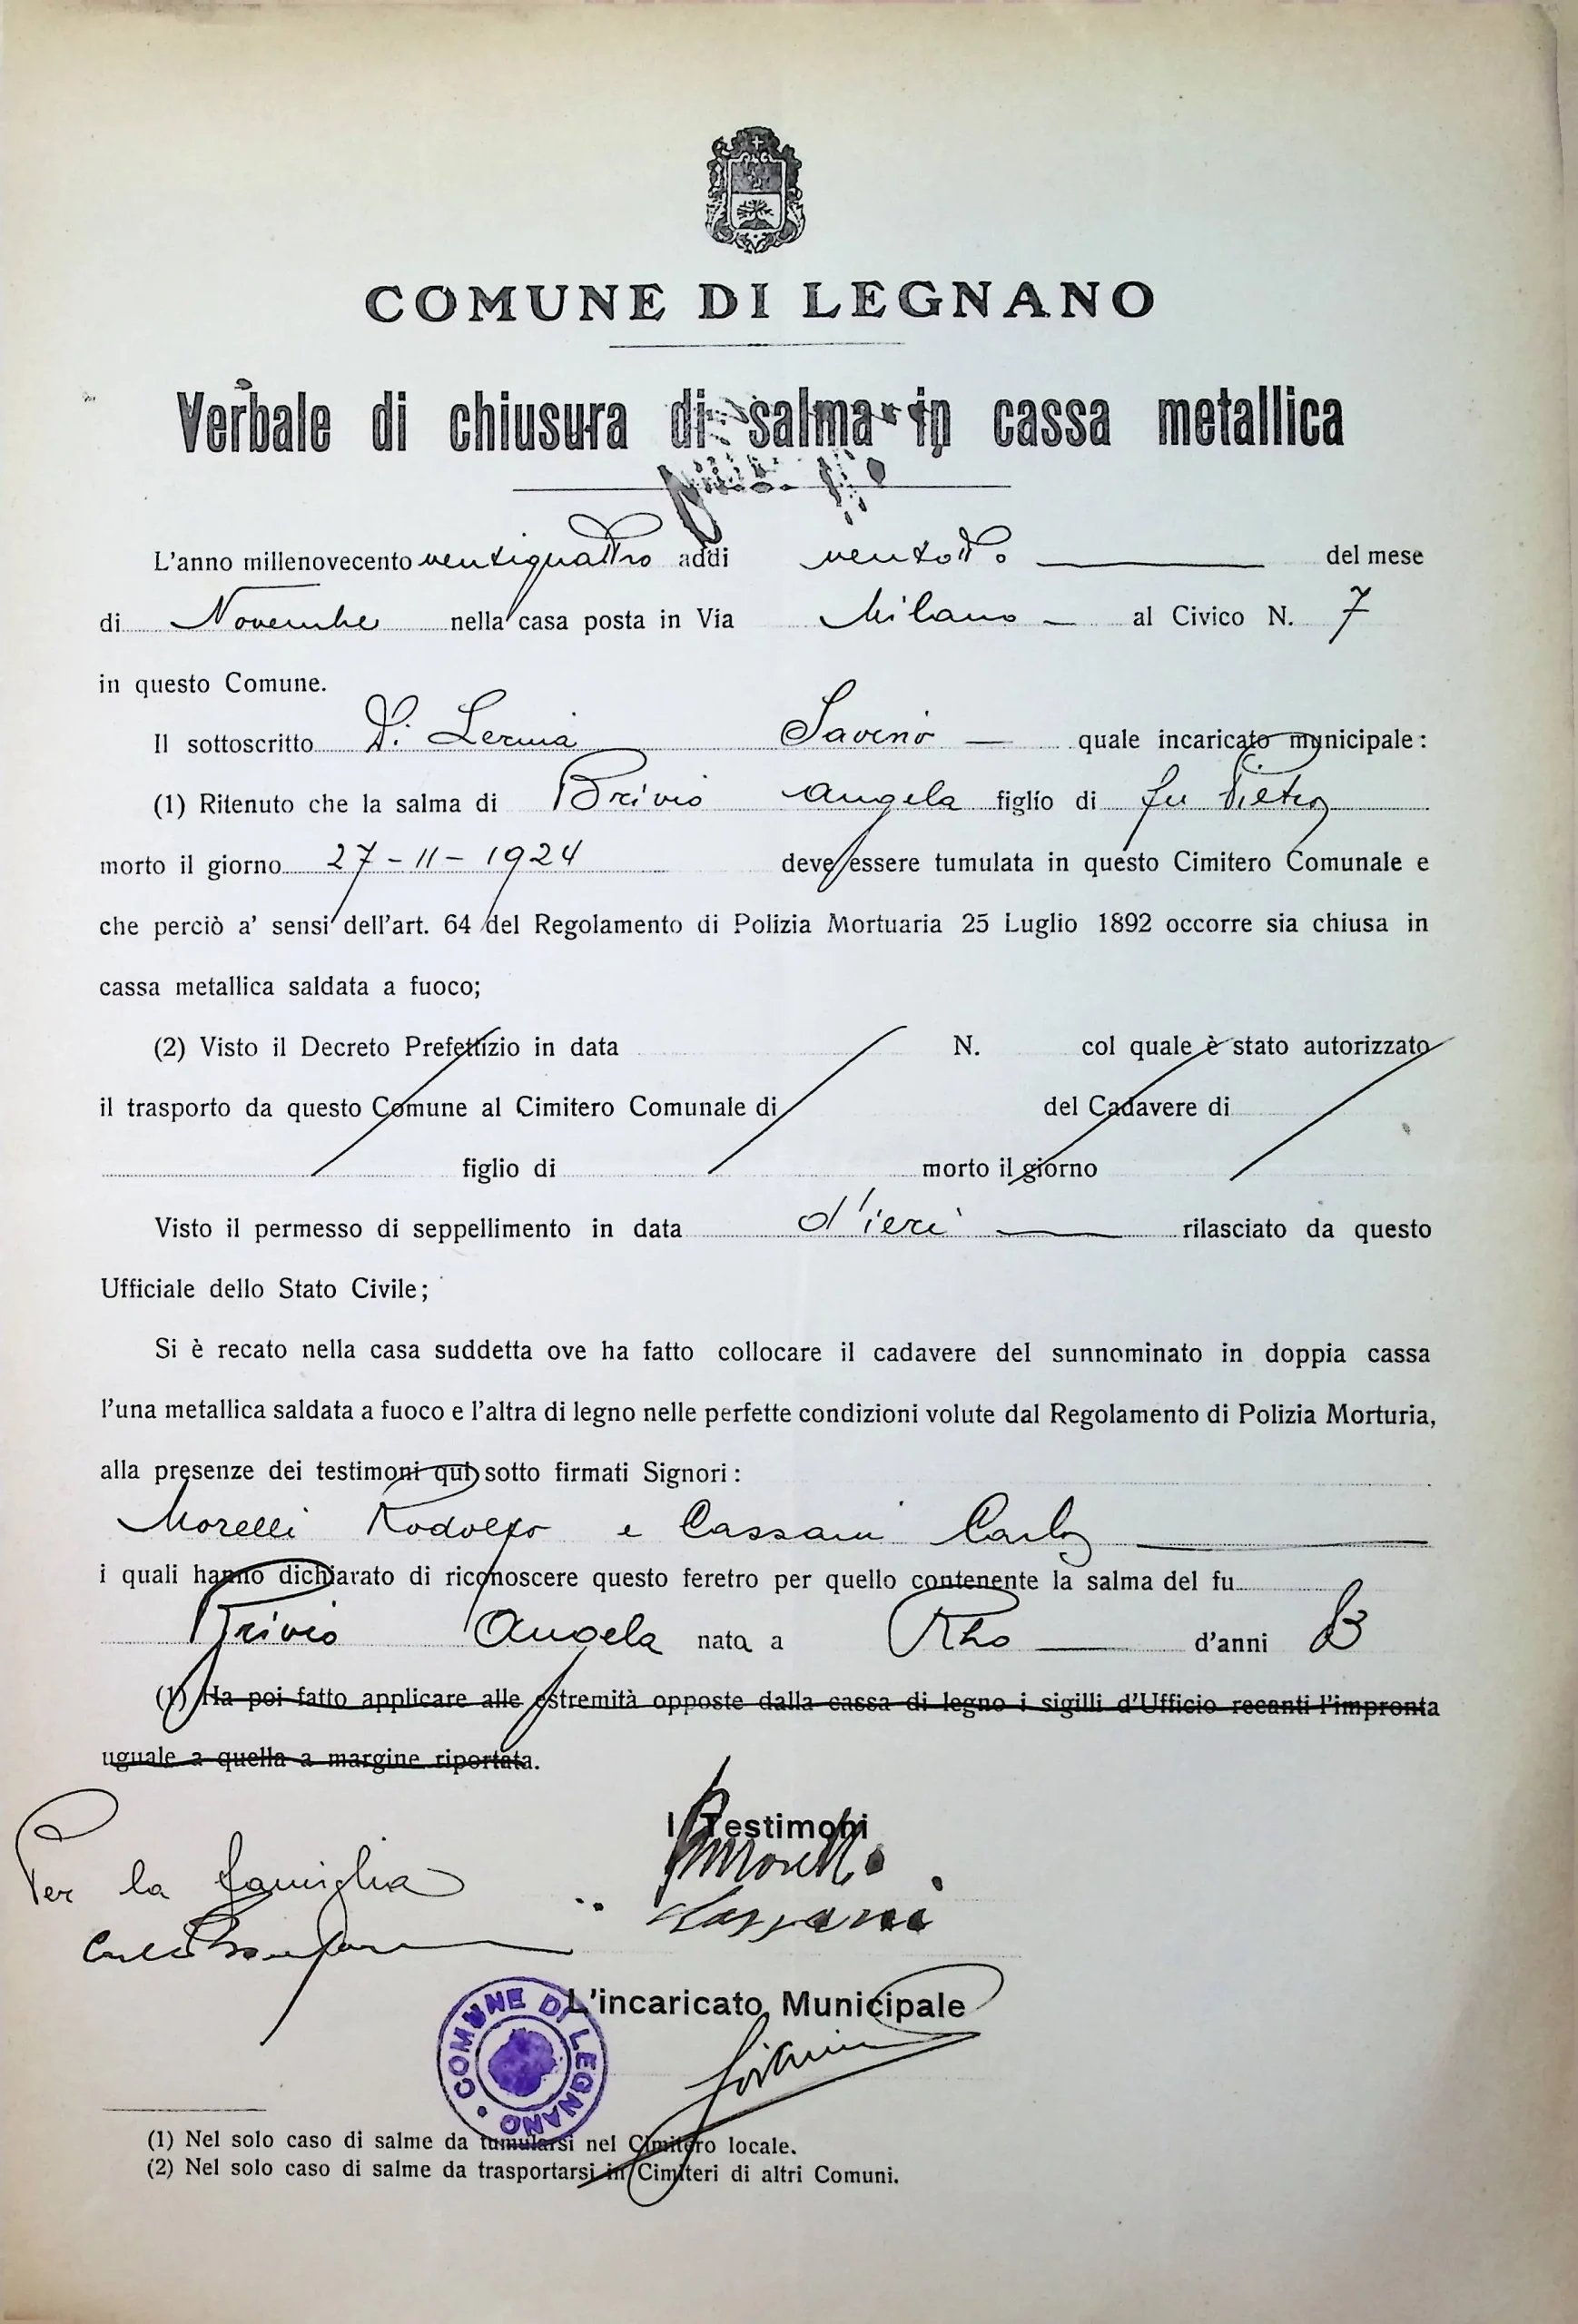 COMUNE DI LEGNANO
Verbale di chiusura di salma in cassa metallica
L'anno millenovecento ventiquattro addi ventotto del mese
di Novembre nella casa posta in Via Milano al Civico N. 7
in questo Comune.
Il sottoscritto Di Lernia Savino quale incaricato municipale:
(1) Ritenuto che la salma di Brivio Angela figlio di fu Pietro
morto il giorno 27-11-1924 deve essere tumulata in questo Cimitero Comunale e
che perciò a' sensi dell'art. 64 del Regolamento di Polizia Mortuaria 25 Luglio 1892 occorre sia chiusa in
cassa metallica saldata a fuoco;
(2) Visto il Decreto Prefettizio in data N. col quale è stato autorizzato
il trasporto da questo Comune al Cimitero Comunale di del Cadavere di
figlio di morto il giorno
Visto il permesso di seppellimento in data d'ieri rilasciato da questo
Ufficiale dello Stato Civile;
Si è recato nella casa suddetta ove ha fatto collocare il cadavere del sunnominato in doppia cassa
l'una metallica saldata a fuoco e l'altra di legno nelle perfette condizioni volute dal Regolamento di Polizia Morturia,
alla presenze dei testimoni qui sotto firmati Signori:
Morelli Rodolfo e Cassani Carlo
i quali hanno dichiarato di riconoscere questo feretro per quello contenente la salma del fu
Brivio Angela nata a Rho d'anni
(1) Ha poi fatto applicare alle estremità opposte dalla cassa di legno i sigilli d'Ufficio recanti l'impronta
uguale a quella a margine riportata.
I Testimoni
Morelli
Per la famiglia
Cassani
L'incaricato Municipale
COMUNE DI LEGNANO
(1) Nel solo caso di salme da tumularsi nel Cimitero locale.
(2) Nel solo caso di salme da trasportarsi in Cimiteri di altri Comuni.